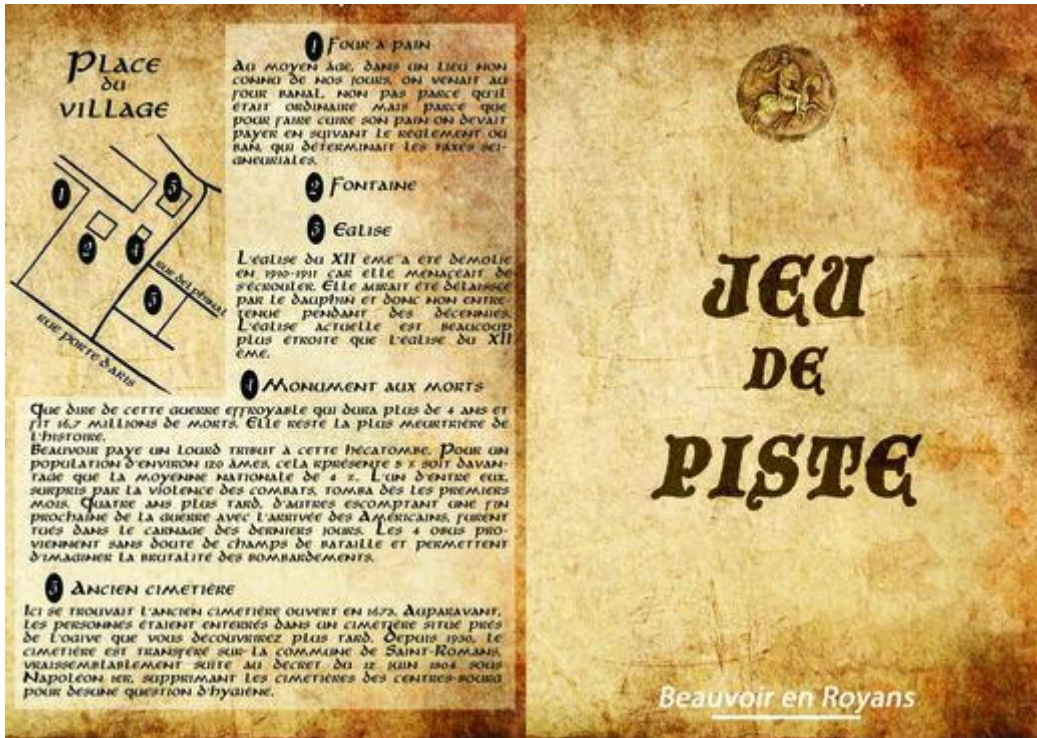 Place
du
village
1
5
2
4
3
rue del phinal
rue porte d'aris
1 Four à pain
Au moyen âge, dans un lieu non
connu de nos jours, on venait au
four banal, non pas parce qu'il
était ordinaire mais parce que
pour faire cuire son pain on devait
payer en suivant le règlement ou
ban, qui déterminait les taxes sei-
gneuriales.
2 Fontaine
3 Eglise
L'église du XII ème a été démolie
en 1910-1911 car elle menaçait de
s'écrouler. Elle aurait été délaissée
par le dauphin et donc non entre-
tenue pendant des décennies.
L'église actuelle est beaucoup
plus étroite que l'église du XII
ème.
4 Monument aux morts
Que dire de cette guerre effroyable qui dura plus de 4 ans et
fit 16,7 millions de morts. Elle reste la plus meurtrière de
l'histoire.
Beauvoir paye un lourd tribut à cette hécatombe. Pour un
population d'environ 120 âmes, cela rprésente 5 % soit davan-
tage que la moyenne nationale de 4 %. L'un d'entre eux,
surpris par la violence des combats, tomba dès les premiers
mois. Quatre ans plus tard, d'autres escomptant une fin
prochaine de la guerre avec l'arrivée des Américains, furent
tués dans le carnage des derniers jours. Les 4 obus pro-
viennent sans doute de champs de bataille et permettent
d'imaginer la brutalité des bombardements.
5 Ancien cimetière
Ici se trouvait l'ancien cimetière ouvert en 1673. Auparavant,
les personnes étaient enterrés dans un cimetière situé près
de l'ogive que vous découvrirez plus tard. Depuis 1930, le
cimetière est transféré sur la commune de Saint-Romans,
vraissemblablement suite au décret du 12 juin 1804 sous
Napoléon 1er, supprimant les cimetières des centres-bourg
pour desune question d'hygiène.
Jeu
de
piste
Beauvoir en Royans